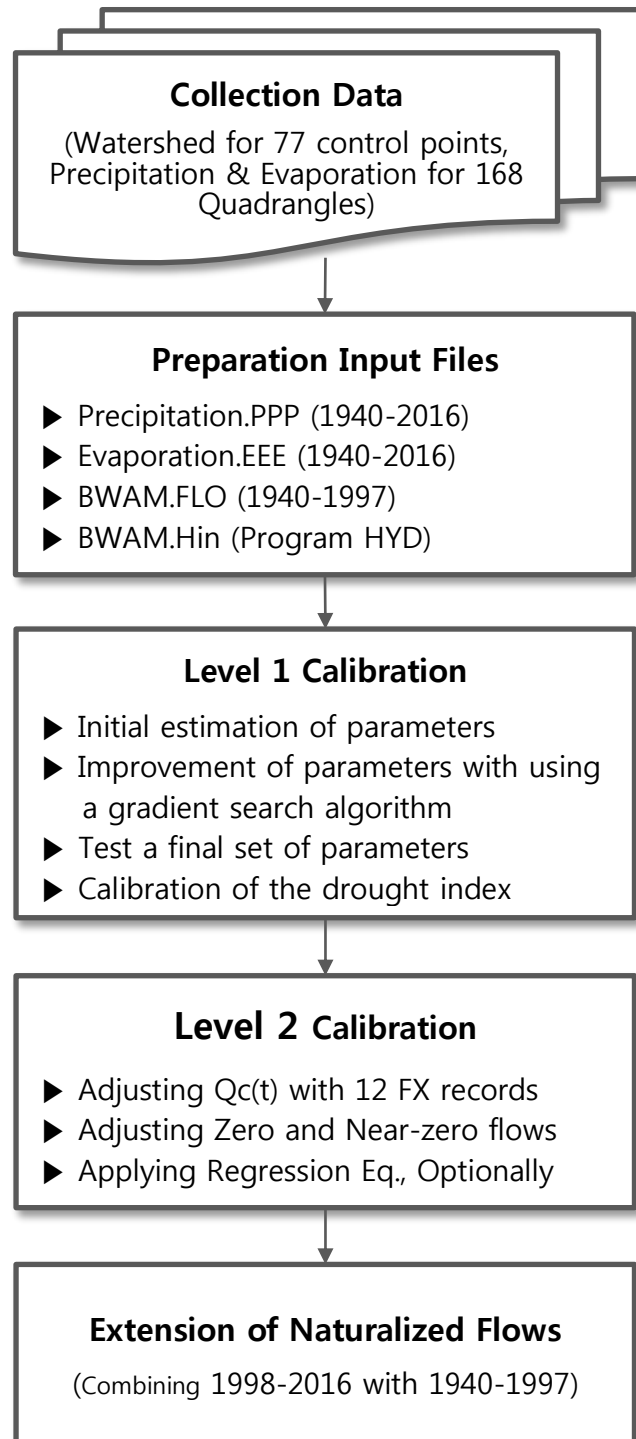 Collection Data
(Watershed for 77 control points,
Precipitation & Evaporation for 168
Quadrangles)
Preparation Input Files
▶ Precipitation.PPP (1940-2016)
▶ Evaporation.EEE (1940-2016)
▶ BWAM.FLO (1940-1997)
▶ BWAM.Hin (Program HYD)
Level 1 Calibration
▶ Initial estimation of parameters
▶ Improvement of parameters with using
a gradient search algorithm
▶ Test a final set of parameters
▶ Calibration of the drought index
Level 2 Calibration
▶ Adjusting Qc(t) with 12 FX records
▶ Adjusting Zero and Near-zero flows
▶ Applying Regression Eq., Optionally
Extension of Naturalized Flows
(Combining 1998-2016 with 1940-1997)